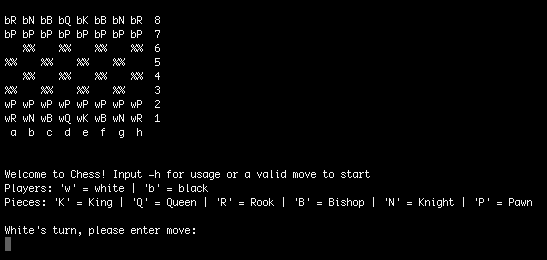 bR bN bB bQ bK bB bN bR 8
bP bP bP bP bP bP bP bP 7
%% %% %% %% 6
%% %% %% %% 5
%% %% %% %% 4
%% %% %% %% 3
wP wP wP wP wP wP wP wP 2
wR wN wB wQ wK wB wN wR 1
a b c d e f g h
Welcome to Chess! Input -h for usage or a valid move to start
Players: 'w' = white | 'b' = black
Pieces: 'K' = King | 'Q' = Queen | 'R' = Rook | 'B' = Bishop | 'N' = Knight | 'P' = Pawn
White's turn, please enter move: